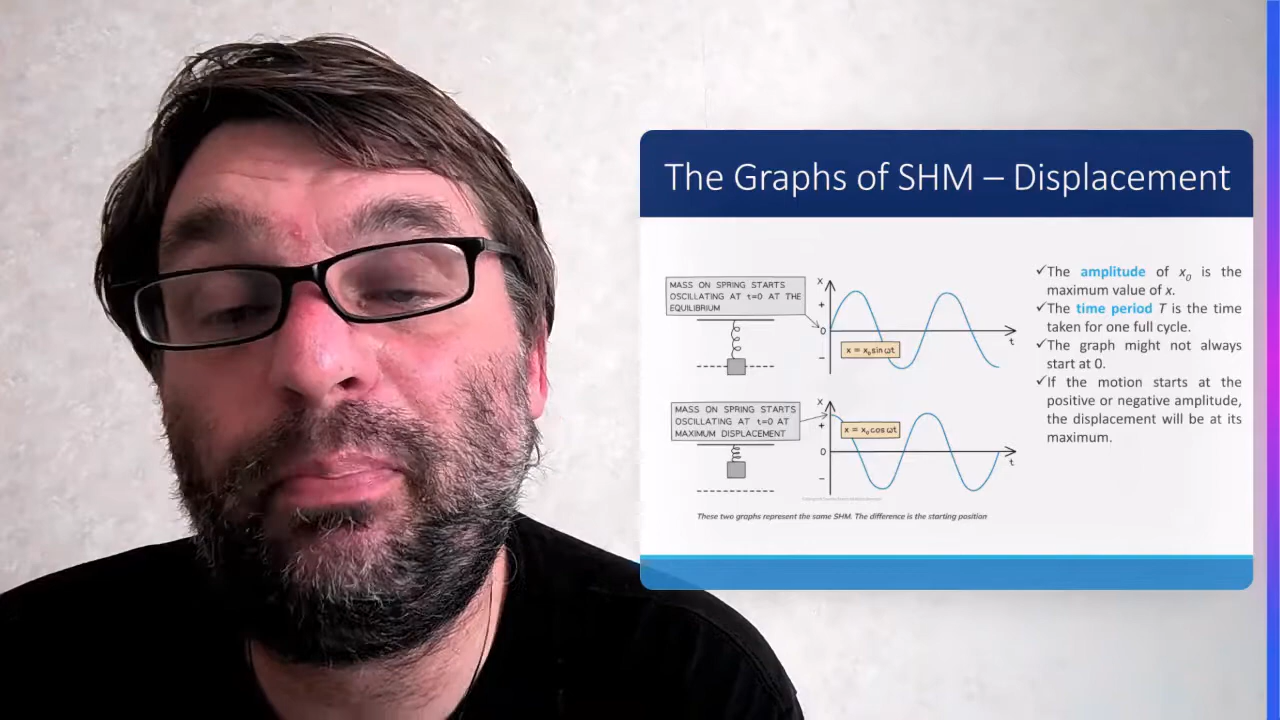 The Graphs of SHM – Displacement
MASS ON SPRING STARTS
OSCILLATING AT t=0 AT THE
EQUILIBRIUM
x
+
0
−
t
x = x₀ sin ωt
MASS ON SPRING STARTS
OSCILLATING AT t=0 AT
MAXIMUM DISPLACEMENT
x
+
0
−
t
x = x₀ cos ωt
These two graphs represent the same SHM. The difference is the starting position
✓The amplitude of x₀ is the
maximum value of x.
✓The time period T is the time
taken for one full cycle.
✓The graph might not always
start at 0.
✓If the motion starts at the
positive or negative amplitude,
the displacement will be at its
maximum.